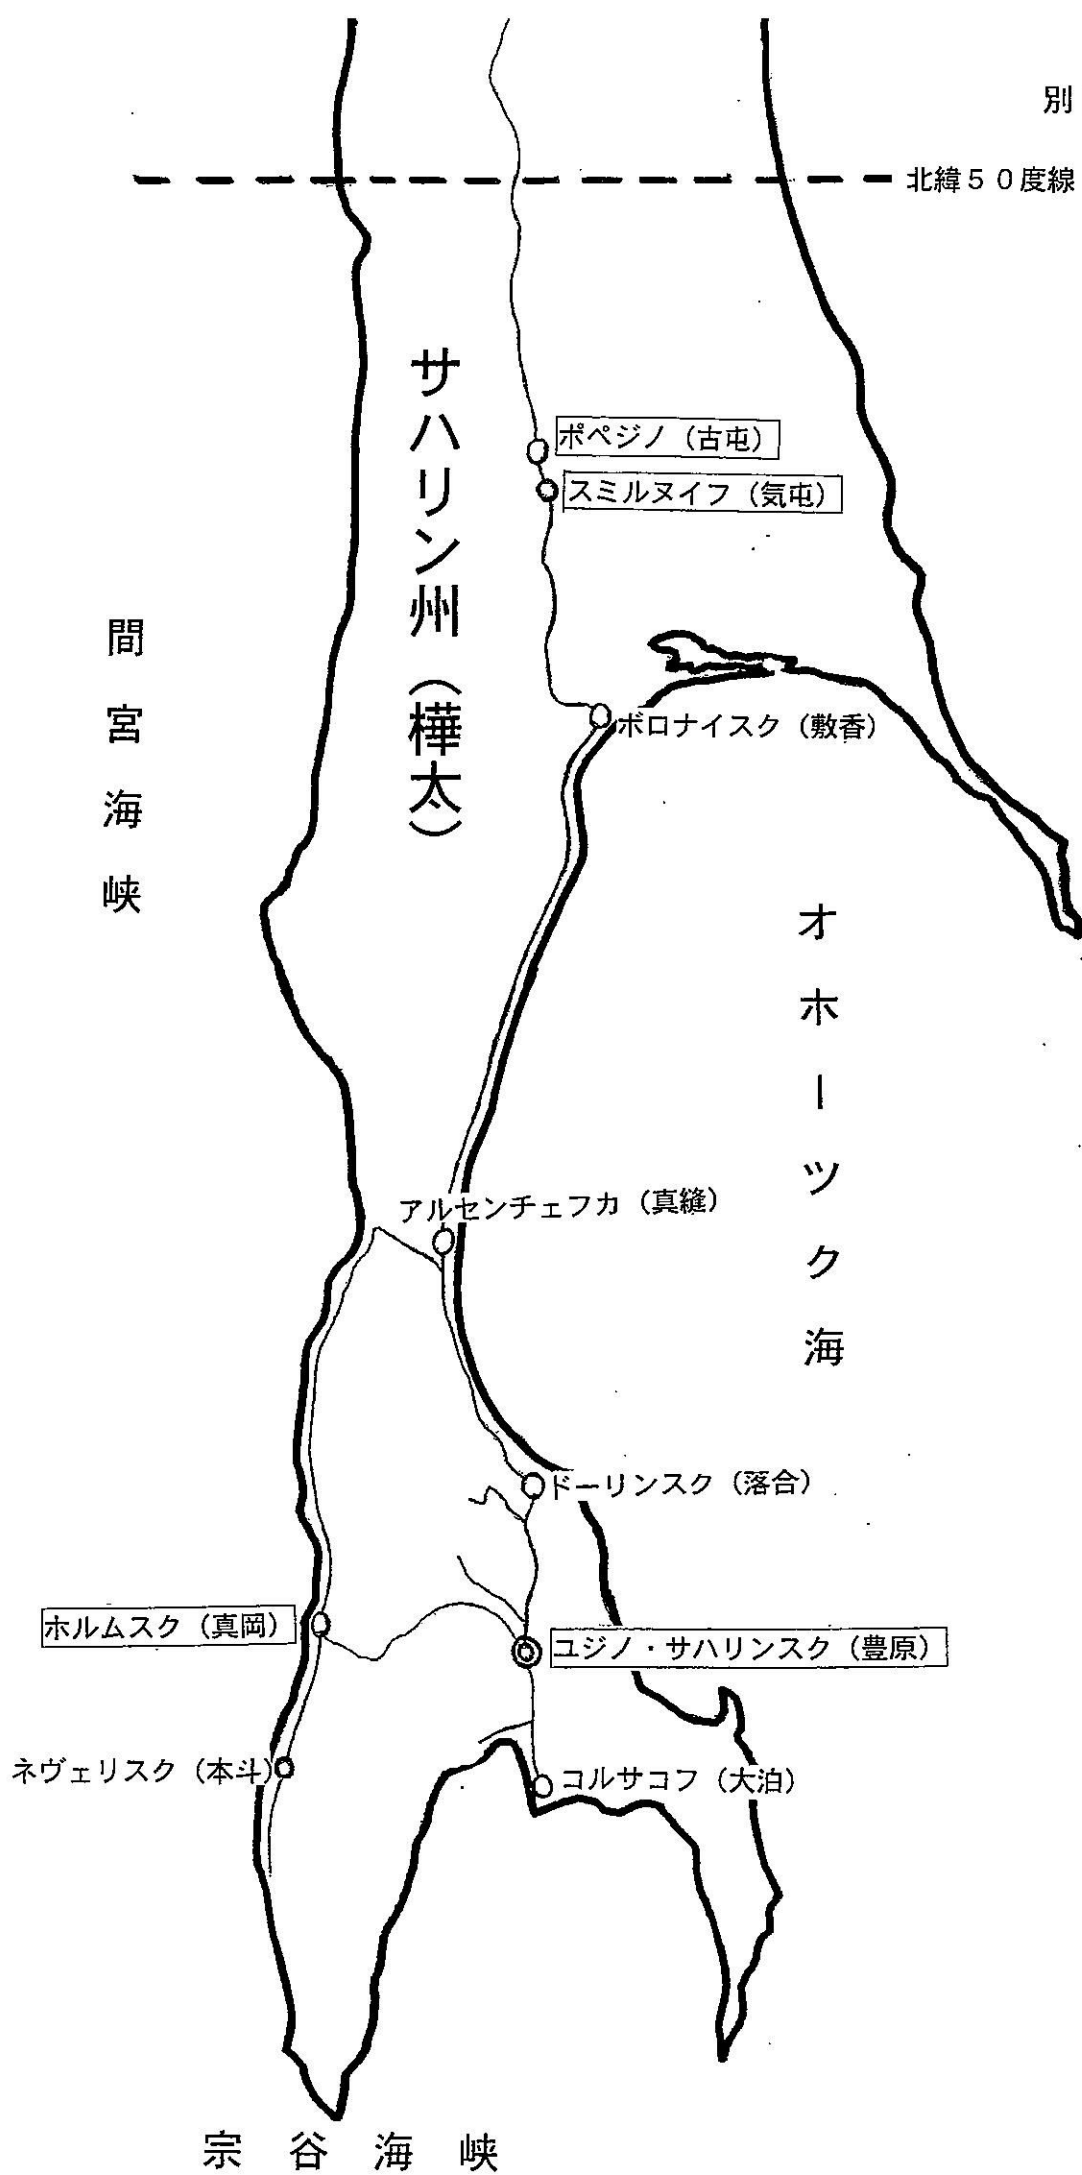 別
北緯５０度線
サハリン州（樺太）
ポペジノ（古屯）
スミルヌイフ（気屯）
間宮海峡
ボロナイスク（敷香）
オホーツク海
アルセンチェフカ（真縫）
ドーリンスク（落合）
ホルムスク（真岡）
ユジノ・サハリンスク（豊原）
ネヴェリスク（本斗）
コルサコフ（大泊）
宗谷海峡